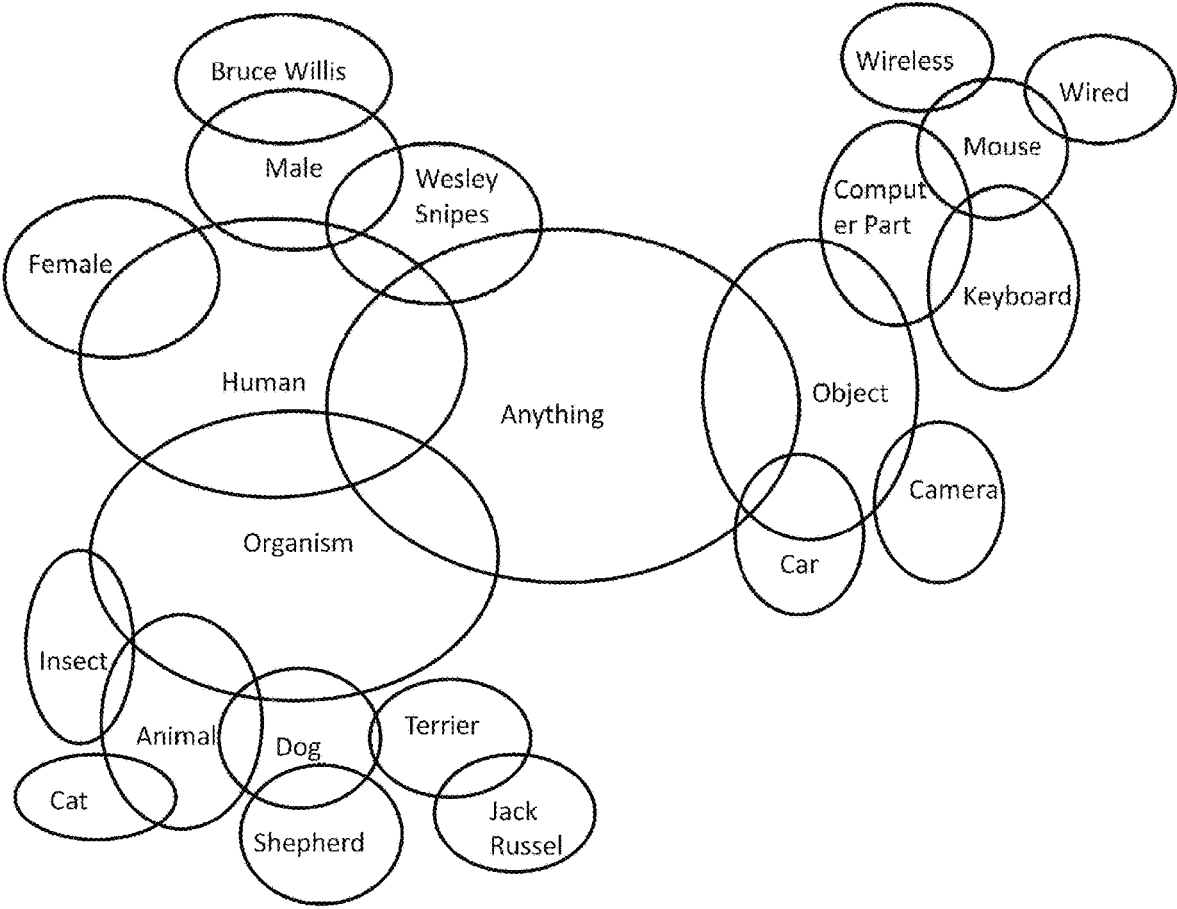 Bruce Willis
Male
Wesley
Snipes
Female
Human
Anything
Organism
Insect
Animal
Cat
Dog
Terrier
Shepherd
Jack
Russel
Wireless
Wired
Mouse
Comput
er Part
Keyboard
Object
Camera
Car